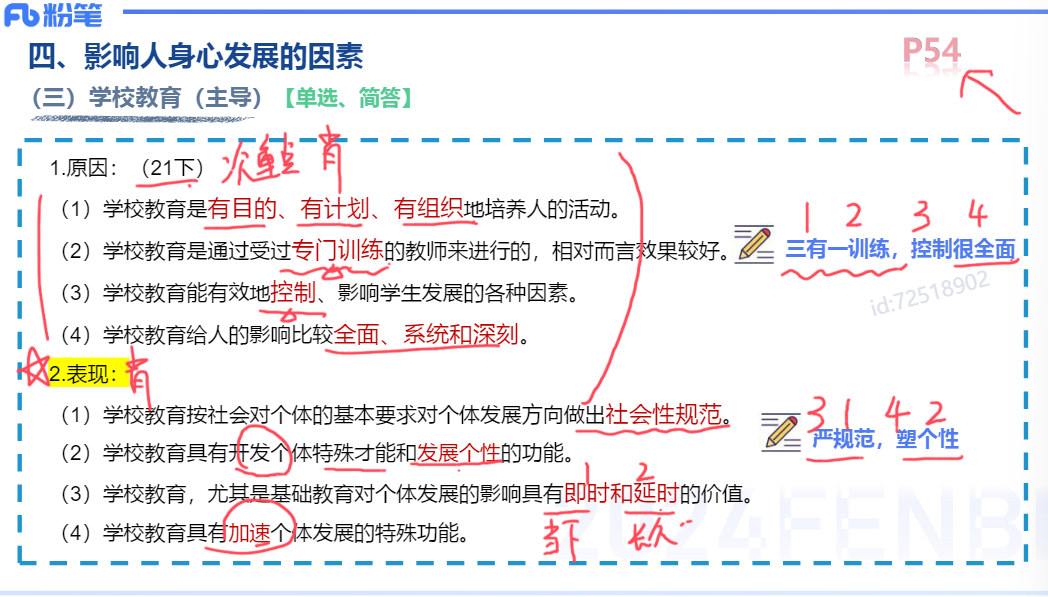 粉笔
四、影响人身心发展的因素
P54
（三）学校教育（主导）【单选、简答】
1.原因：（21下） 次重点 背
（1）学校教育是有目的、有计划、有组织地培养人的活动。
1 2 3 4
（2）学校教育是通过受过专门训练的教师来进行的，相对而言效果较好。
三有一训练，控制很全面
（3）学校教育能有效地控制、影响学生发展的各种因素。
id:72518902
（4）学校教育给人的影响比较全面、系统和深刻。
2.表现： 背
（1）学校教育按社会对个体的基本要求对个体发展方向做出社会性规范。
3 1 4 2
严规范，塑个性
（2）学校教育具有开发个体特殊才能和发展个性的功能。
1 2
（3）学校教育，尤其是基础教育对个体发展的影响具有即时和延时的价值。
（4）学校教育具有加速个体发展的特殊功能。
当下 长久
2024FENB